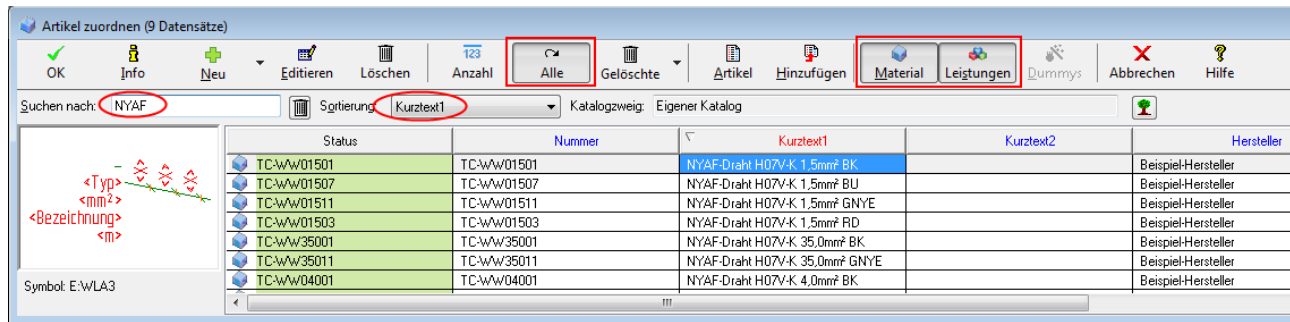 Artikel zuordnen (9 Datensätze)
OK Info Neu Editieren Löschen Anzahl Alle Gelöschte Artikel Hinzufügen Material Leistungen Dummys Abbrechen Hilfe
123
Suchen nach: NYAF Sortierung Kurztext1 Katalogzweig: Eigener Katalog
Status Nummer Kurztext1 Kurztext2 Hersteller
TC-WW01501 TC-WW01501 NYAF-Draht H07V-K 1,5mm² BK Beispiel-Hersteller
TC-WW01507 TC-WW01507 NYAF-Draht H07V-K 1,5mm² BU Beispiel-Hersteller
TC-WW01511 TC-WW01511 NYAF-Draht H07V-K 1,5mm² GNYE Beispiel-Hersteller
TC-WW01503 TC-WW01503 NYAF-Draht H07V-K 1,5mm² RD Beispiel-Hersteller
TC-WW35001 TC-WW35001 NYAF-Draht H07V-K 35,0mm² BK Beispiel-Hersteller
TC-WW35011 TC-WW35011 NYAF-Draht H07V-K 35,0mm² GNYE Beispiel-Hersteller
TC-WW04001 TC-WW04001 NYAF-Draht H07V-K 4,0mm² BK Beispiel-Hersteller
<Typ>
<mm²>
<Bezeichnung>
<m>
Symbol: E:WLA3